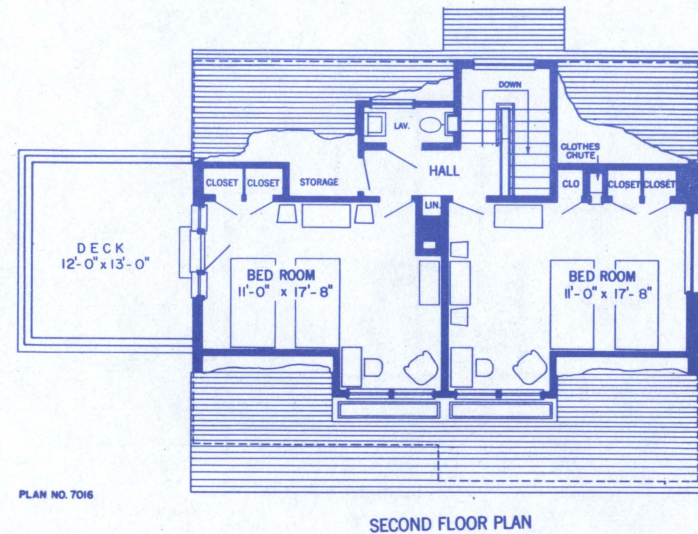 DOWN
LAV.
CLOTHES
CHUTE
HALL
CLOSET CLOSET
STORAGE
LIN.
CLO
CLOSET CLOSET
DECK
12'-0" x 13'-0"
BED ROOM
11'-0" x 17'-8"
BED ROOM
11'-0" x 17'-8"
PLAN NO. 7016
SECOND FLOOR PLAN